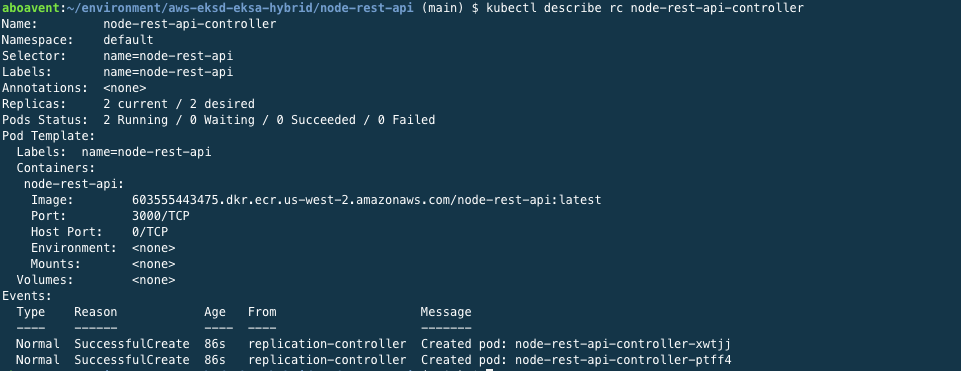 aboavent:~/environment/aws-eksd-eksa-hybrid/node-rest-api (main) $ kubectl describe rc node-rest-api-controller
Name:         node-rest-api-controller
Namespace:    default
Selector:     name=node-rest-api
Labels:       name=node-rest-api
Annotations:  <none>
Replicas:     2 current / 2 desired
Pods Status:  2 Running / 0 Waiting / 0 Succeeded / 0 Failed
Pod Template:
  Labels:  name=node-rest-api
  Containers:
   node-rest-api:
    Image:        603555443475.dkr.ecr.us-west-2.amazonaws.com/node-rest-api:latest
    Port:         3000/TCP
    Host Port:    0/TCP
    Environment:  <none>
    Mounts:       <none>
  Volumes:        <none>
Events:
  Type    Reason            Age   From                    Message
  ----    ------            ----  ----                    -------
  Normal  SuccessfulCreate  86s   replication-controller  Created pod: node-rest-api-controller-xwtjj
  Normal  SuccessfulCreate  86s   replication-controller  Created pod: node-rest-api-controller-ptff4